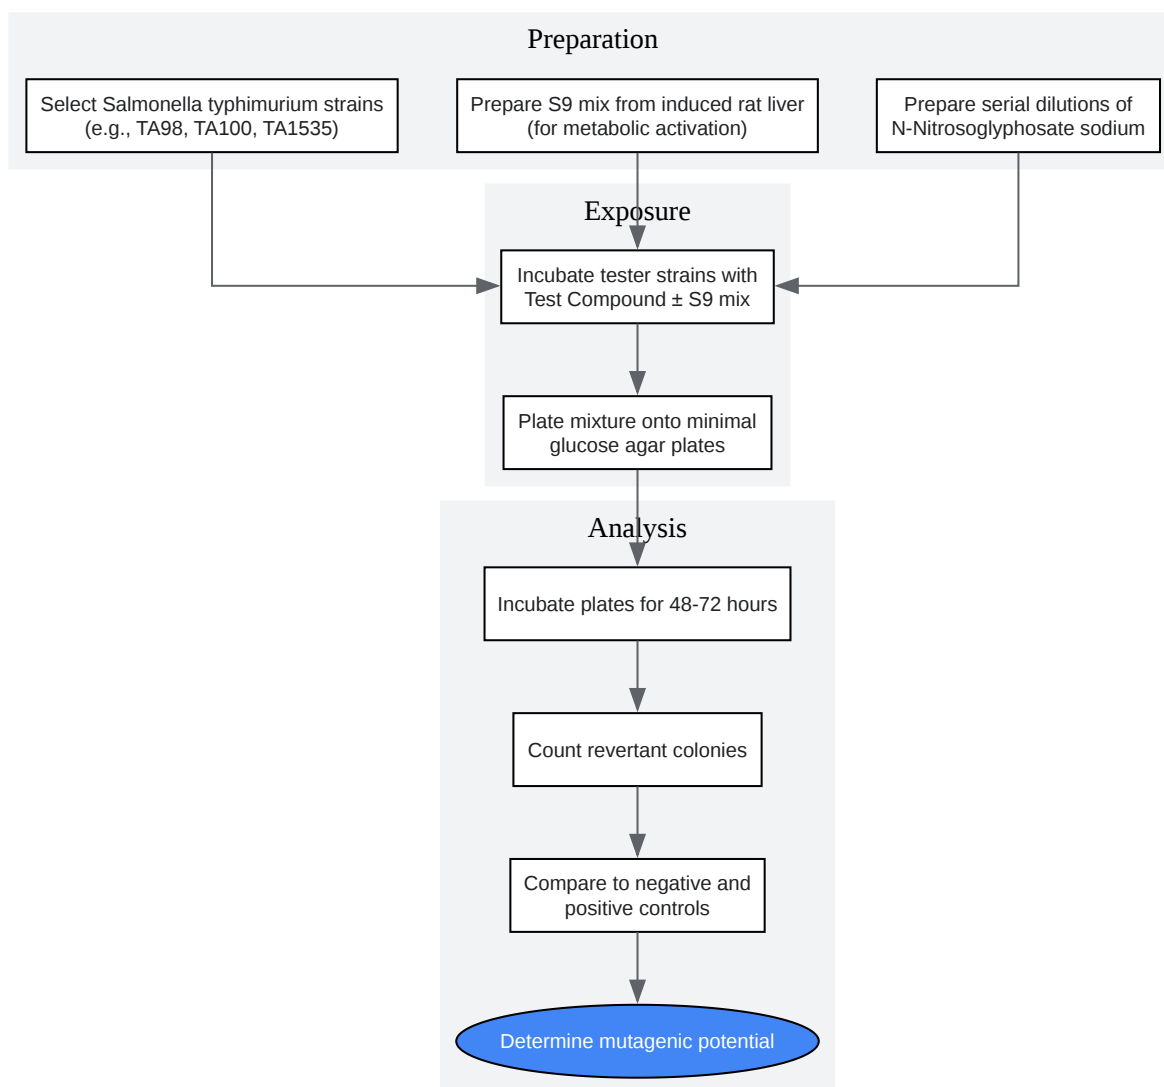 Preparation
Select Salmonella typhimurium strains
(e.g., TA98, TA100, TA1535)
Prepare S9 mix from induced rat liver
(for metabolic activation)
Prepare serial dilutions of
N-Nitrosoglyphosate sodium
Exposure
Incubate tester strains with
Test Compound ± S9 mix
Plate mixture onto minimal
glucose agar plates
Analysis
Incubate plates for 48-72 hours
Count revertant colonies
Compare to negative and
positive controls
Determine mutagenic potential